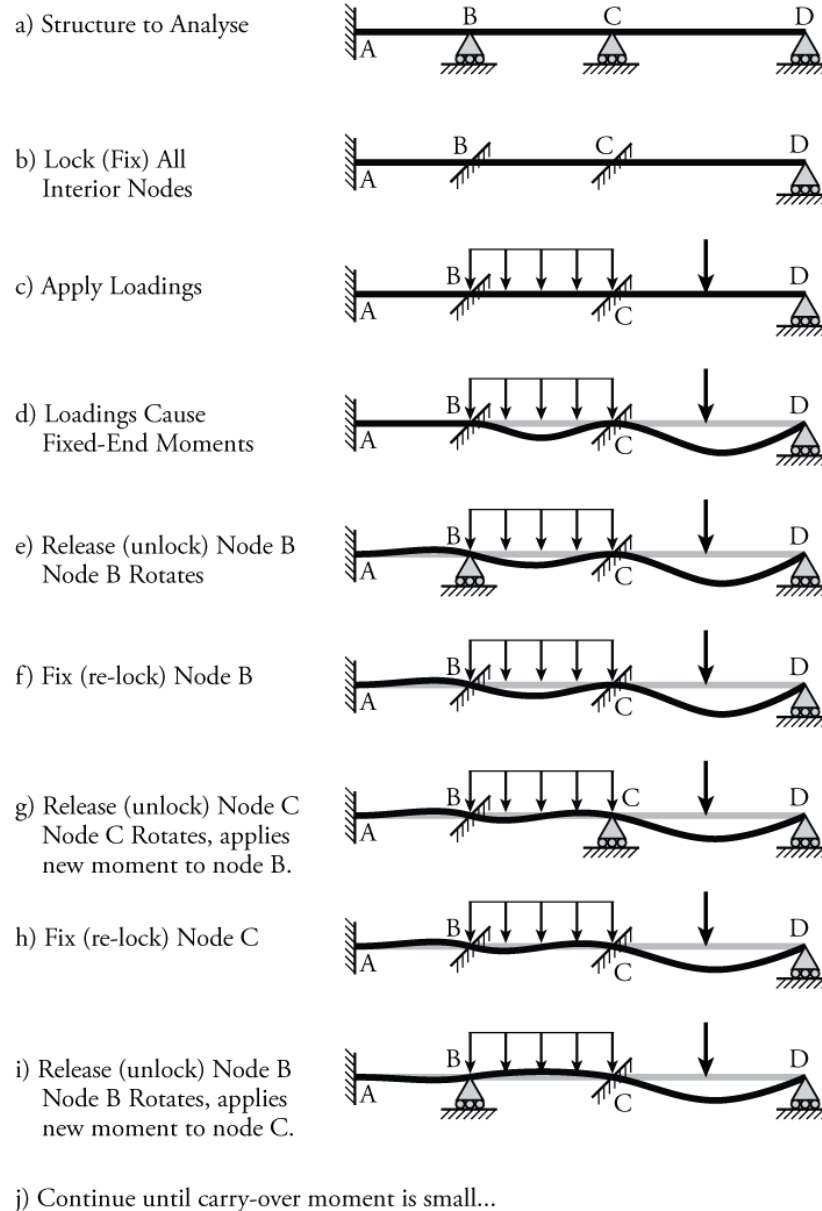 a) Structure to Analyse
A
B
C
D
b) Lock (Fix) All
Interior Nodes
A
B
C
D
c) Apply Loadings
A
B
C
D
d) Loadings Cause
Fixed-End Moments
A
B
C
D
e) Release (unlock) Node B
Node B Rotates
A
B
C
D
f) Fix (re-lock) Node B
A
B
C
D
g) Release (unlock) Node C
Node C Rotates, applies
new moment to node B.
A
B
C
D
h) Fix (re-lock) Node C
A
B
C
D
i) Release (unlock) Node B
Node B Rotates, applies
new moment to node C.
A
B
C
D
j) Continue until carry-over moment is small...